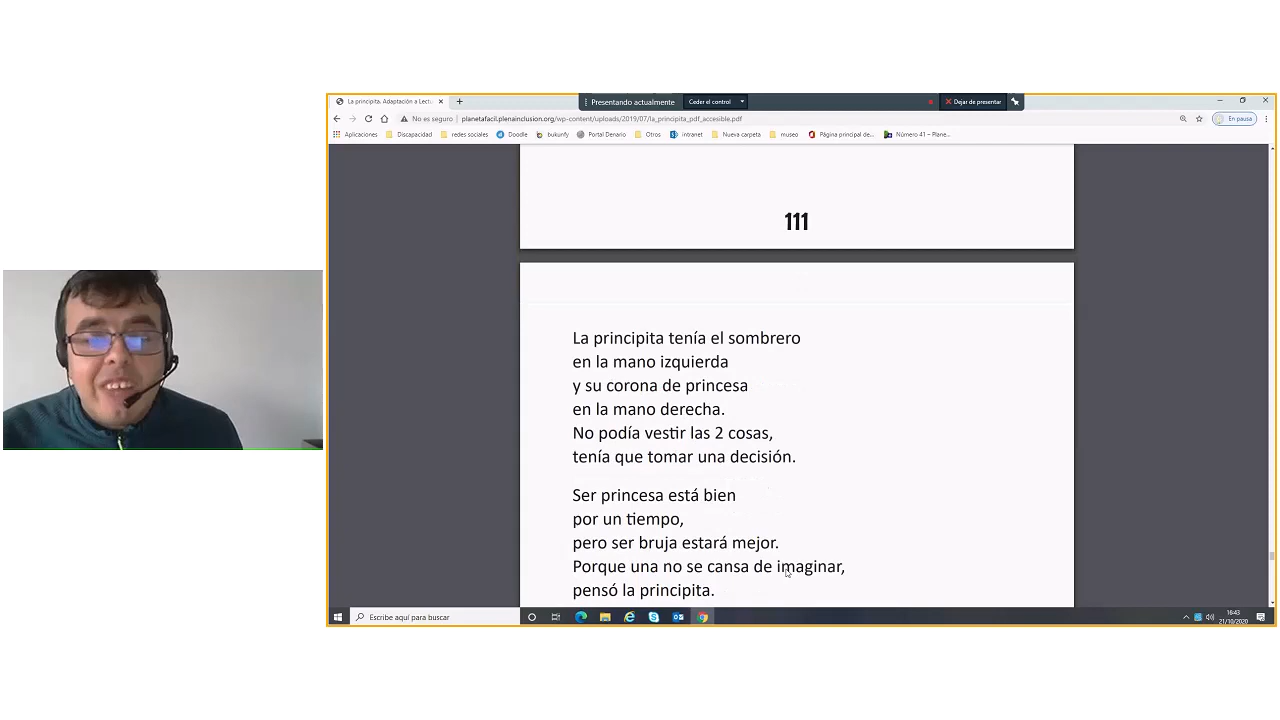 La principita. Adaptación a Lectu
Presentando actualmente
Ceder el control
Dejar de presentar
No es seguro
planetafacil.plenainclusion.org/wp-content/uploads/2019/07/la_principita_pdf_accesible.pdf
En pausa
Aplicaciones
Discapacidad
redes sociales
Doodle
bukunfy
Portal Denario
Otros
intranet
Nueva carpeta
museo
Página principal de...
Número 41 – Plane...
111
La principita tenía el sombrero
en la mano izquierda
y su corona de princesa
en la mano derecha.
No podía vestir las 2 cosas,
tenía que tomar una decisión.
Ser princesa está bien
por un tiempo,
pero ser bruja estará mejor.
Porque una no se cansa de imaginar,
pensó la principita.
Escribe aquí para buscar
16:43
21/10/2020